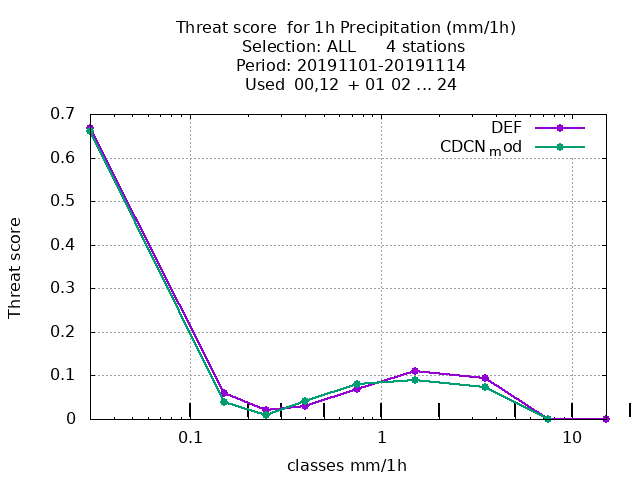 Threat score  for 1h Precipitation (mm/1h)
Selection: ALL      4 stations
Period: 20191101-20191114
Used  00,12  + 01 02 ... 24
DEF
CDCN_mod
Threat score
0.7
0.6
0.5
0.4
0.3
0.2
0.1
0
0.1
1
10
classes mm/1h